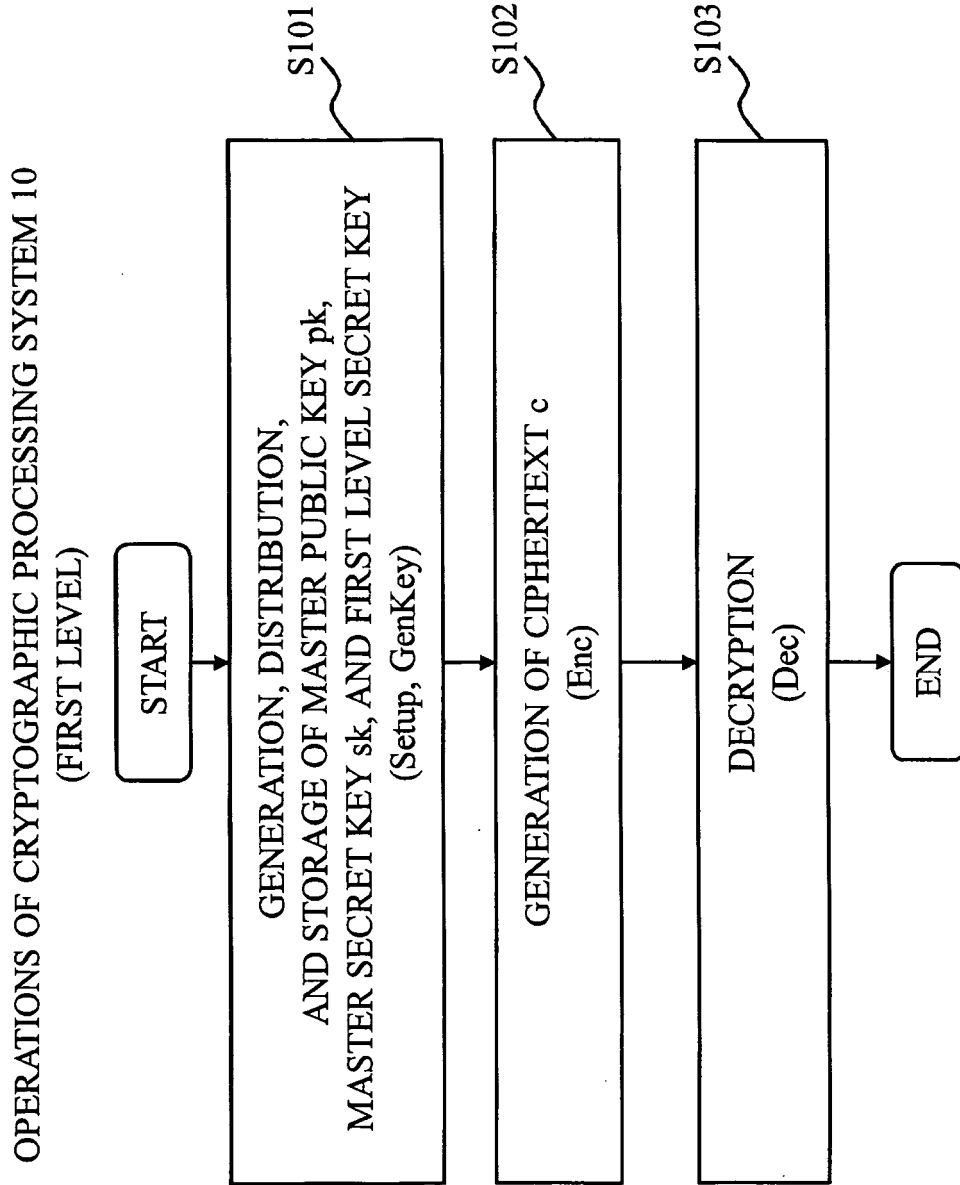 OPERATIONS OF CRYPTOGRAPHIC PROCESSING SYSTEM 10
(FIRST LEVEL)
START
S101
GENERATION, DISTRIBUTION,
AND STORAGE OF MASTER PUBLIC KEY pk,
MASTER SECRET KEY sk, AND FIRST LEVEL SECRET KEY
(Setup, GenKey)
S102
GENERATION OF CIPHERTEXT c
(Enc)
S103
DECRYPTION
(Dec)
END